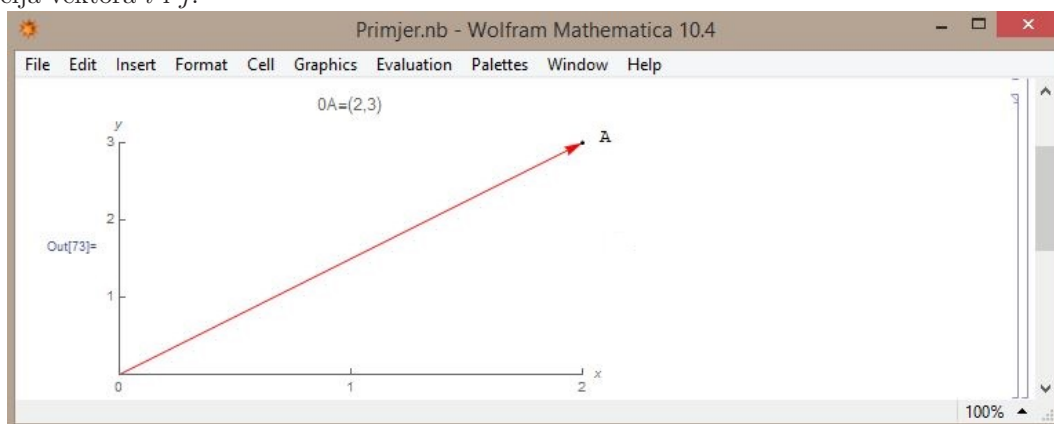 vektora i i j.
Primjer.nb - Wolfram Mathematica 10.4
File Edit Insert Format Cell Graphics Evaluation Palettes Window Help
0A=(2,3)
y
3
A
2
Out[73]=
1
x
0
1
2
100%